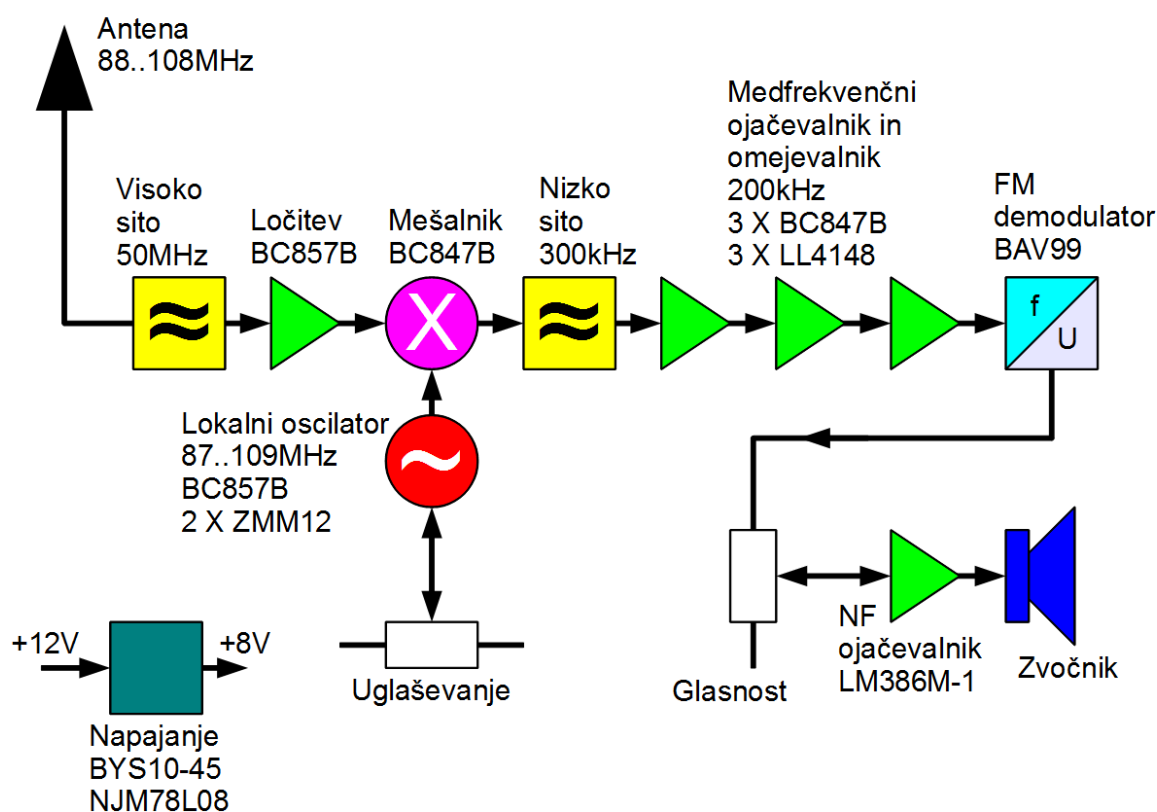 Antena
88..108MHz
Visoko
sito
50MHz
Ločitev
BC857B
Mešalnik
BC847B
Nizko
sito
300kHz
Medfrekvenčni
ojačevalnik in
omejevalnik
200kHz
3 X BC847B
3 X LL4148
FM
demodulator
BAV99
X
f
U
Lokalni oscilator
87..109MHz
BC857B
2 X ZMM12
Uglaševanje
+12V
+8V
Napajanje
BYS10-45
NJM78L08
Glasnost
NF
ojačevalnik
LM386M-1
Zvočnik